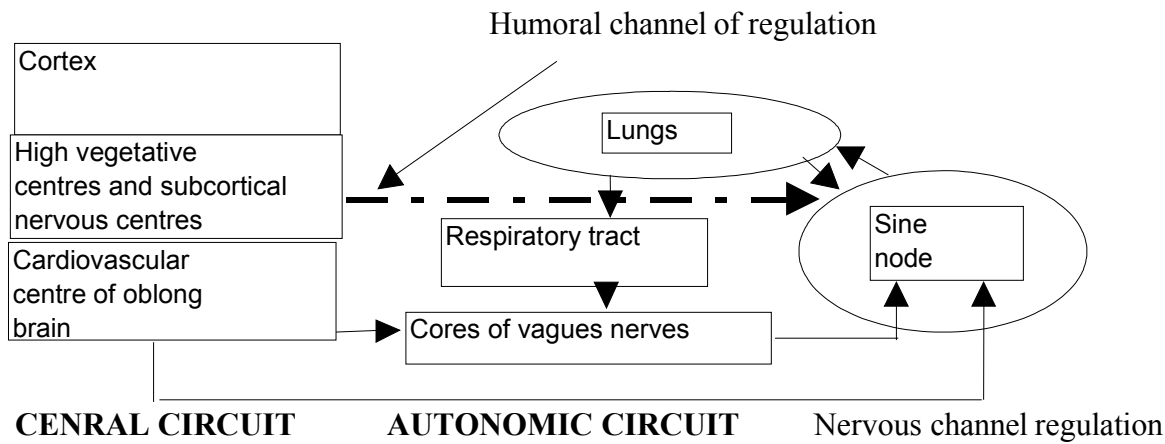 Humoral channel of regulation
Cortex
Lungs
High vegetative
centres and subcortical
nervous centres
Respiratory tract
Sine
node
Cardiovascular
centre of oblong
brain
Cores of vagues nerves
CENRAL CIRCUIT
AUTONOMIC CIRCUIT
Nervous channel regulation